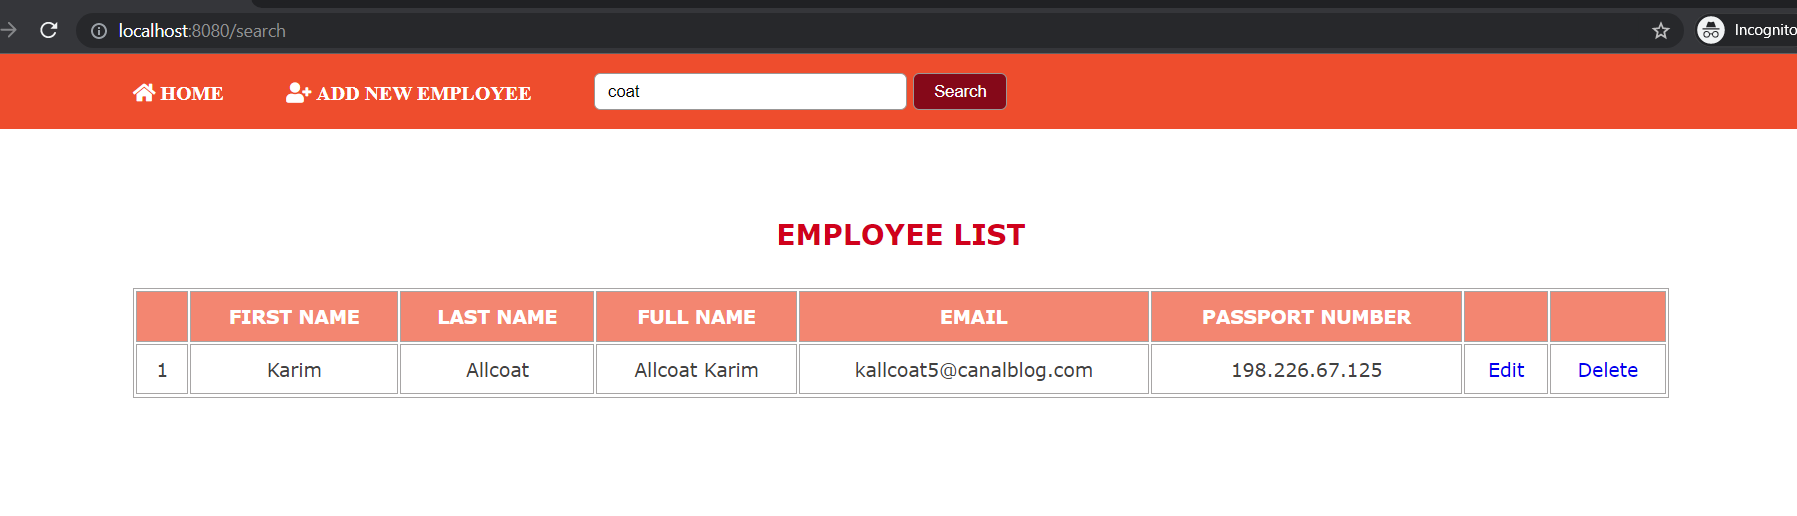 localhost:8080/search
Incognito
HOME ADD NEW EMPLOYEE coat Search
EMPLOYEE LIST
FIRST NAME LAST NAME FULL NAME EMAIL PASSPORT NUMBER
1 Karim Allcoat Allcoat Karim kallcoat5@canalblog.com 198.226.67.125 Edit Delete